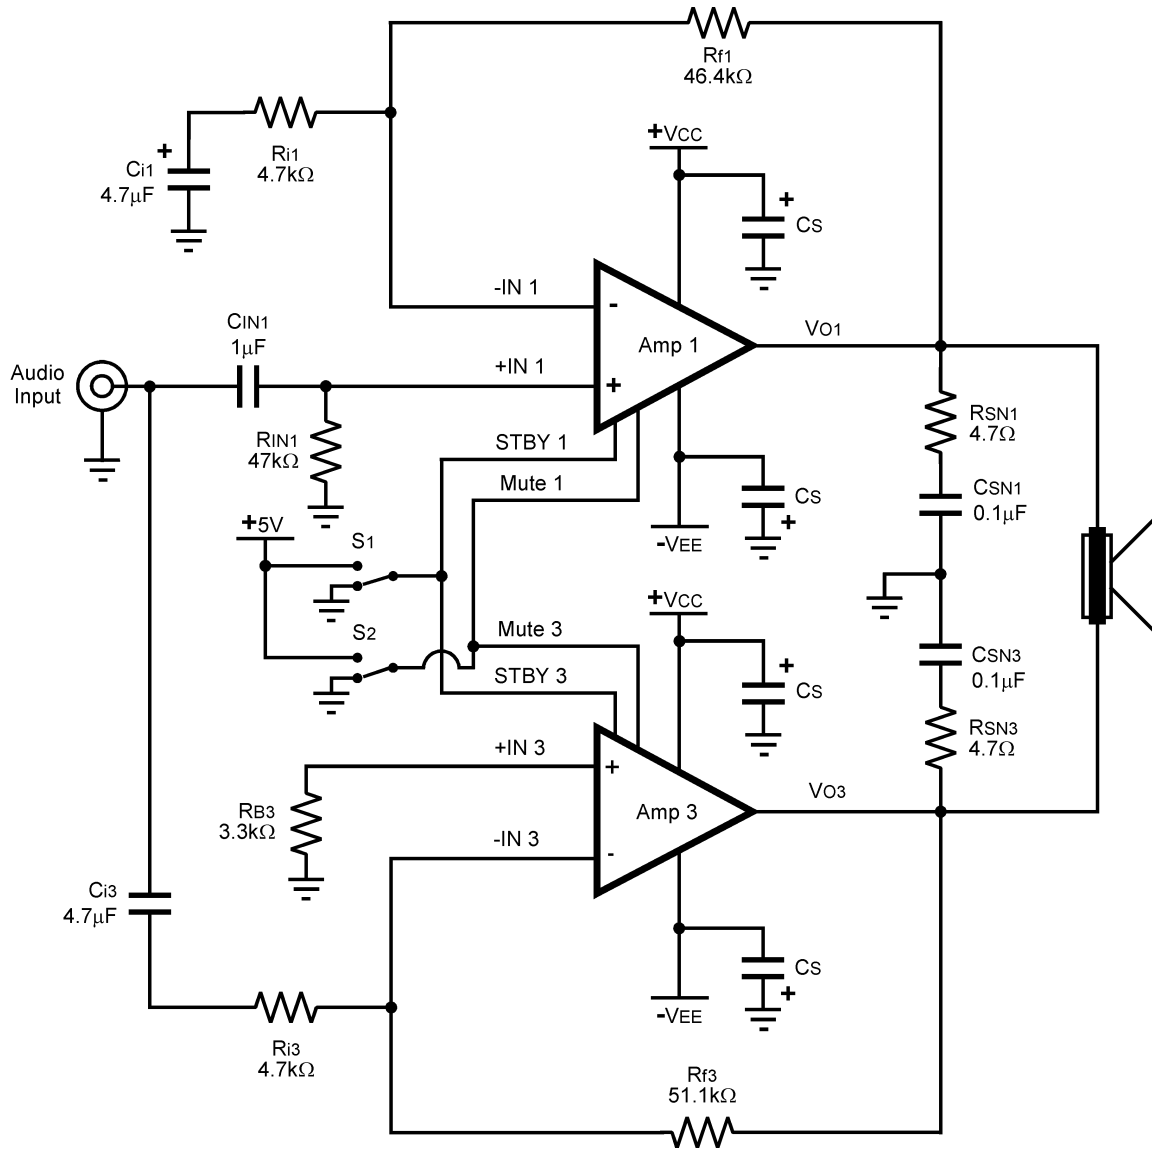 Rf1
46.4kΩ
+VCC
Ri1
4.7kΩ
+
Ci1
4.7μF
+
CS
-IN 1
-
CIN1
1μF
VO1
Amp 1
Audio
Input
+IN 1
+
RSN1
4.7Ω
RIN1
47kΩ
STBY 1
Mute 1
CS
+
CSN1
0.1μF
+5V
S1
-VEE
+VCC
S2
Mute 3
STBY 3
+
CS
CSN3
0.1μF
RSN3
4.7Ω
+IN 3
+
VO3
RB3
3.3kΩ
Amp 3
-IN 3
-
Ci3
4.7μF
CS
+
-VEE
Ri3
4.7kΩ
Rf3
51.1kΩ